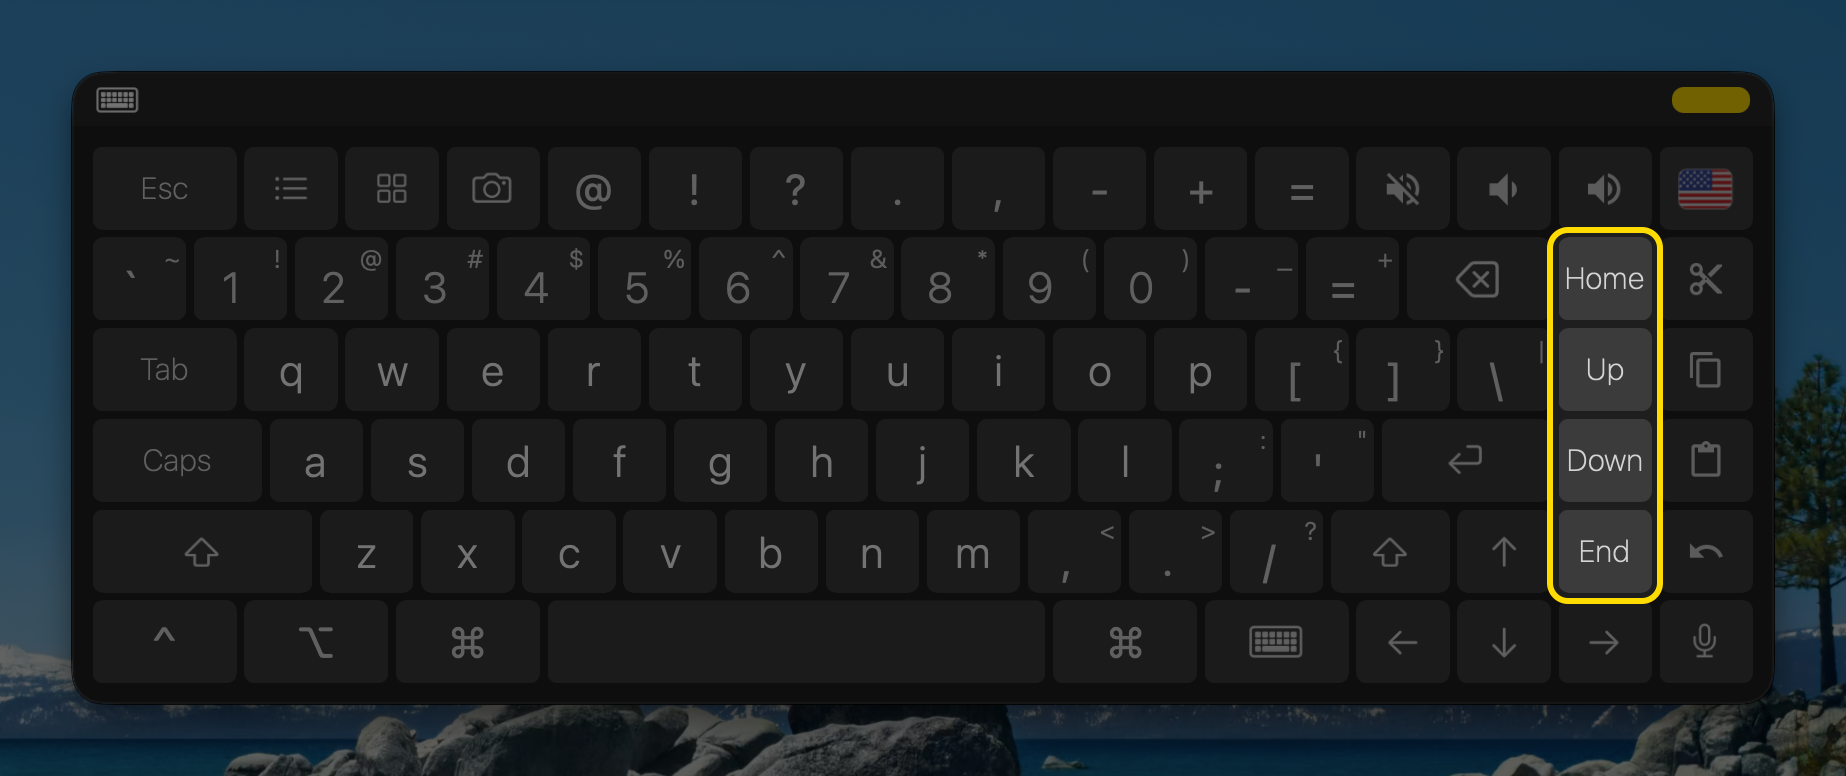 Esc @ ! ? . , - + =
` ~ 1 ! 2 @ 3 # 4 $ 5 % 6 ^ 7 & 8 * 9 ( 0 ) - _ = + Home
Tab q w e r t y u i o p [ { ] } \ | Up
Caps a s d f g h j k l ; : ' " Down
z x c v b n m , < . > / ? End
^ ⌥ ⌘ ⌘